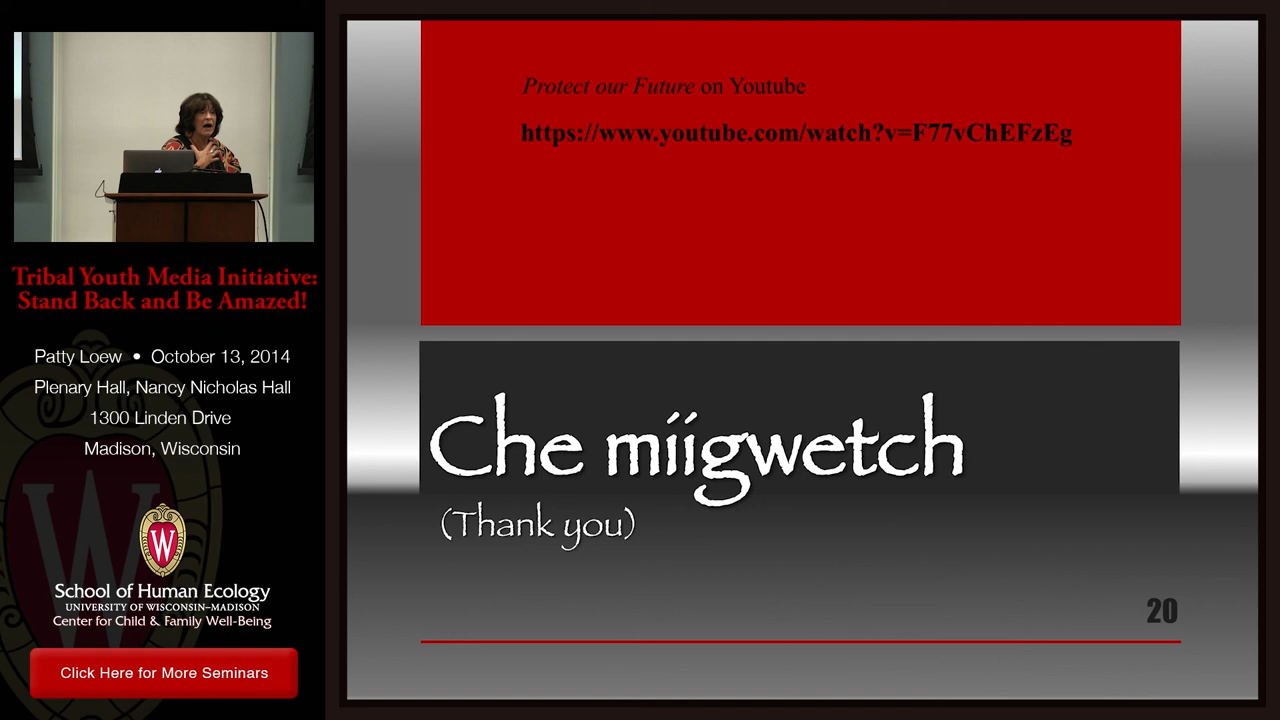 Tribal Youth Media Initiative:
Stand Back and Be Amazed!
Patty Loew • October 13, 2014
Plenary Hall, Nancy Nicholas Hall
1300 Linden Drive
Madison, Wisconsin
W
W
School of Human Ecology
UNIVERSITY OF WISCONSIN–MADISON
Center for Child & Family Well-Being
Click Here for More Seminars
Protect our Future on Youtube
https://www.youtube.com/watch?v=F77vChEFzEg
Che miigwetch
(Thank you)
20